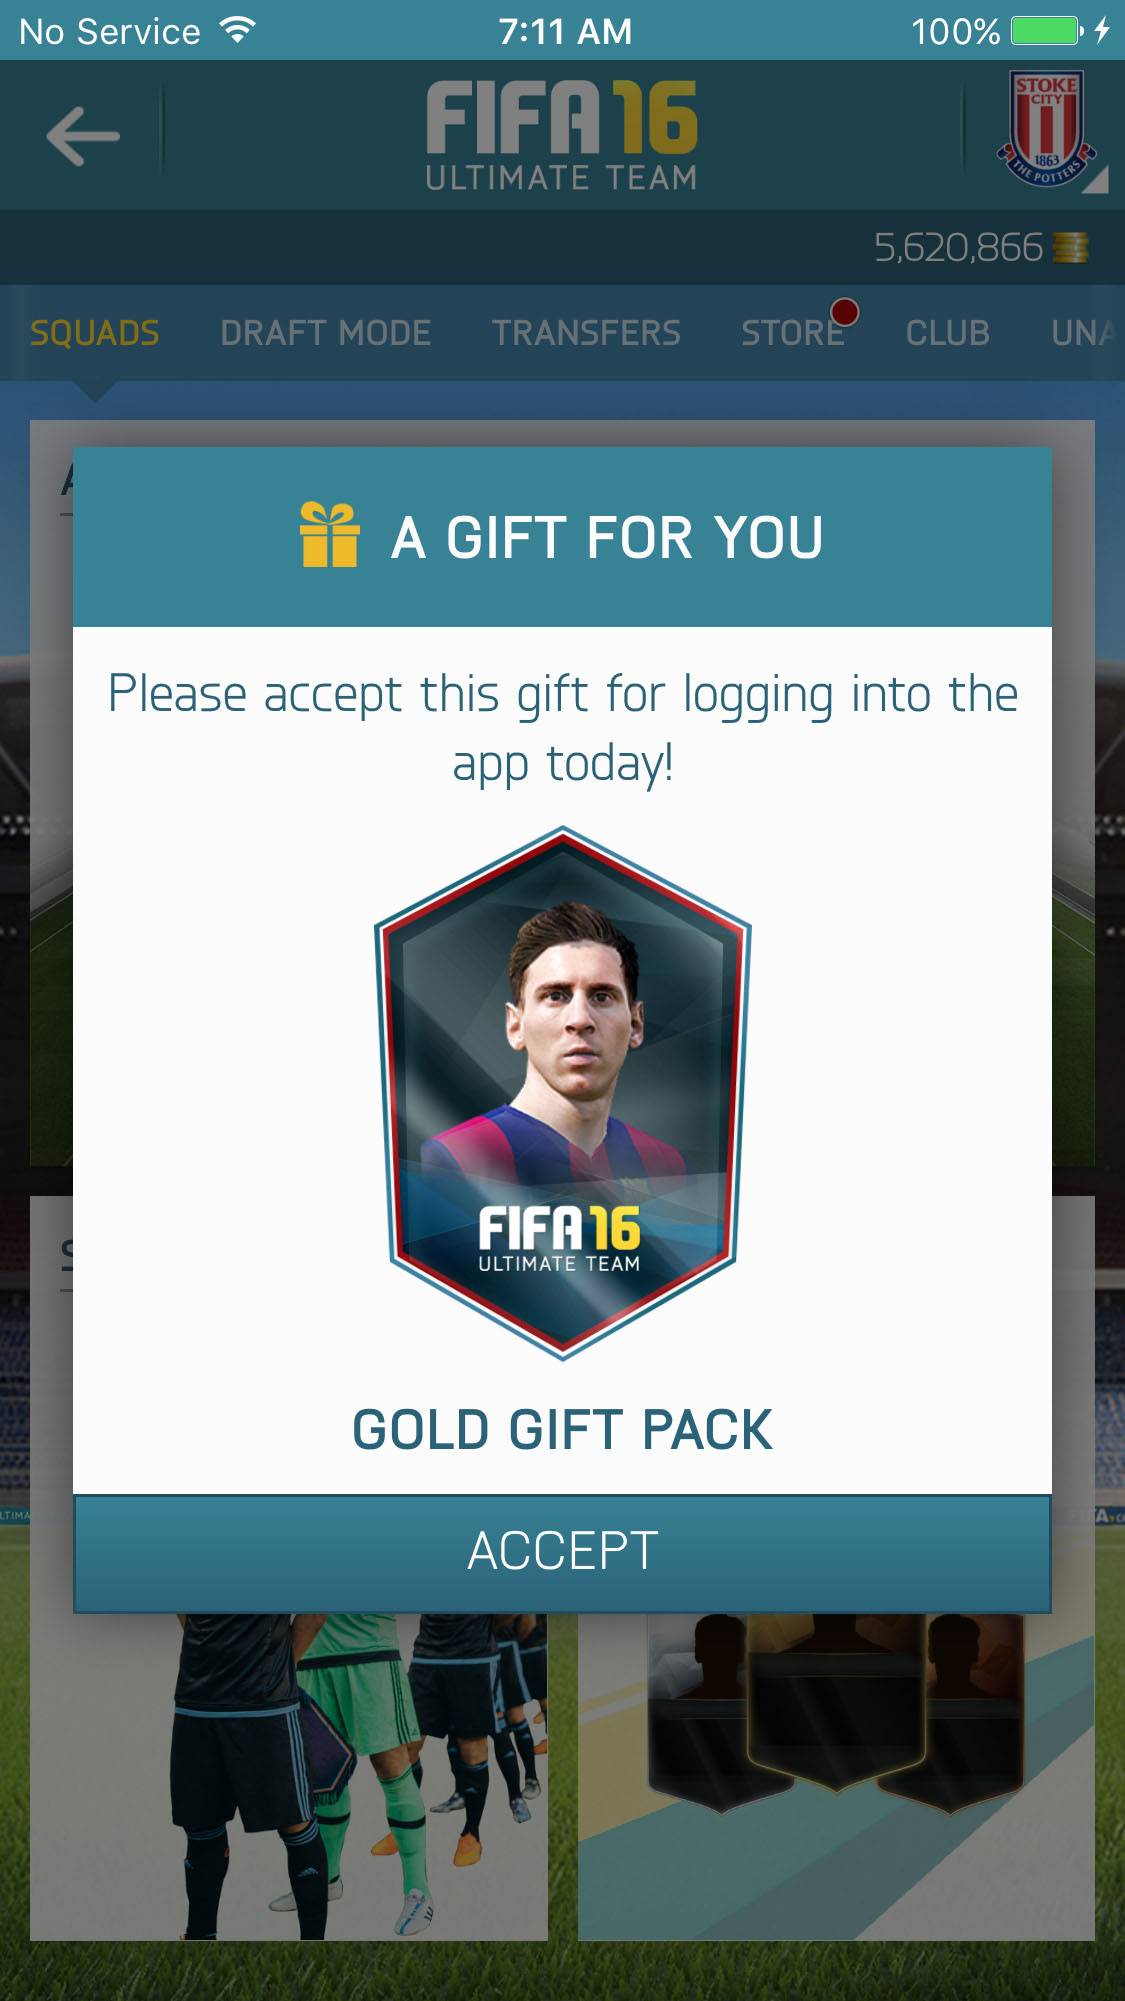 No Service 7:11 AM 100%
FIFA 16
ULTIMATE TEAM
STOKE
CITY
1863
THE POTTERS
5,620,866
SQUADS DRAFT MODE TRANSFERS STORE CLUB UNA
A GIFT FOR YOU
Please accept this gift for logging into the
app today!
FIFA 16
ULTIMATE TEAM
GOLD GIFT PACK
ACCEPT